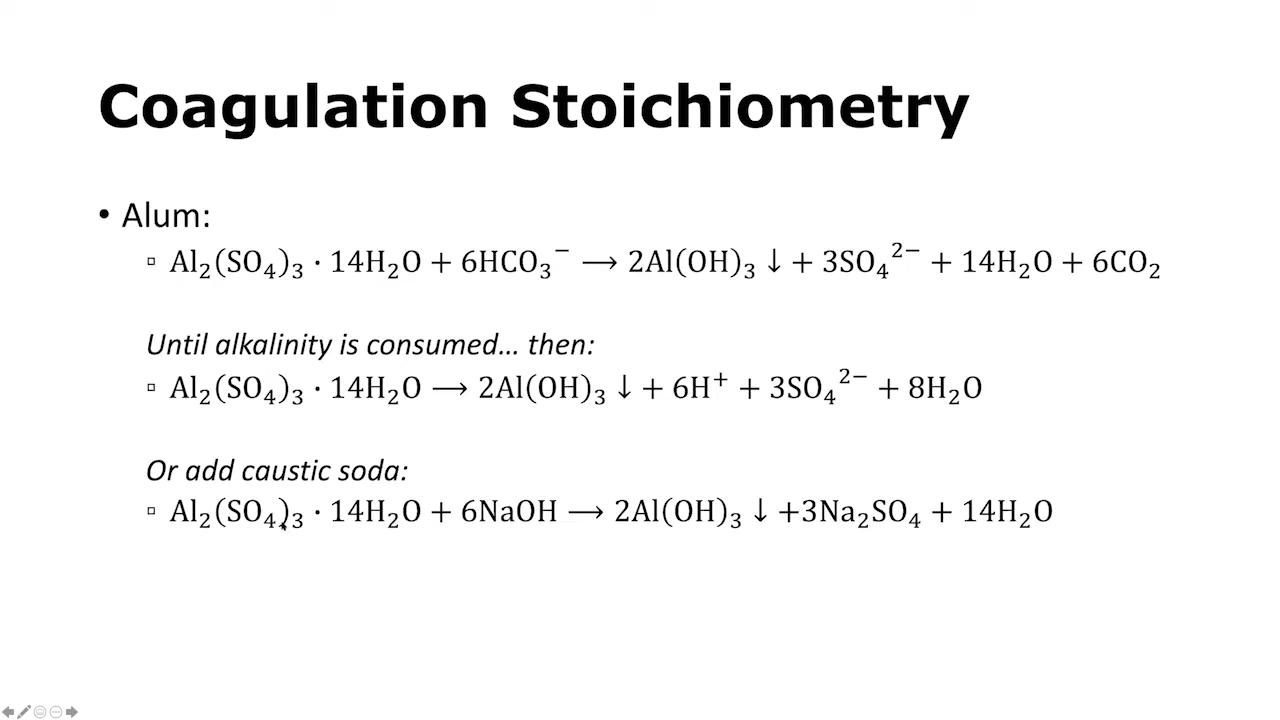 Coagulation Stoichiometry
• Alum:
▫ Al₂(SO₄)₃ · 14H₂O + 6HCO₃⁻ ⟶ 2Al(OH)₃ ↓ + 3SO₄²⁻ + 14H₂O + 6CO₂
Until alkalinity is consumed… then:
▫ Al₂(SO₄)₃ · 14H₂O ⟶ 2Al(OH)₃ ↓ + 6H⁺ + 3SO₄²⁻ + 8H₂O
Or add caustic soda:
▫ Al₂(SO₄)₃ · 14H₂O + 6NaOH ⟶ 2Al(OH)₃ ↓ +3Na₂SO₄ + 14H₂O